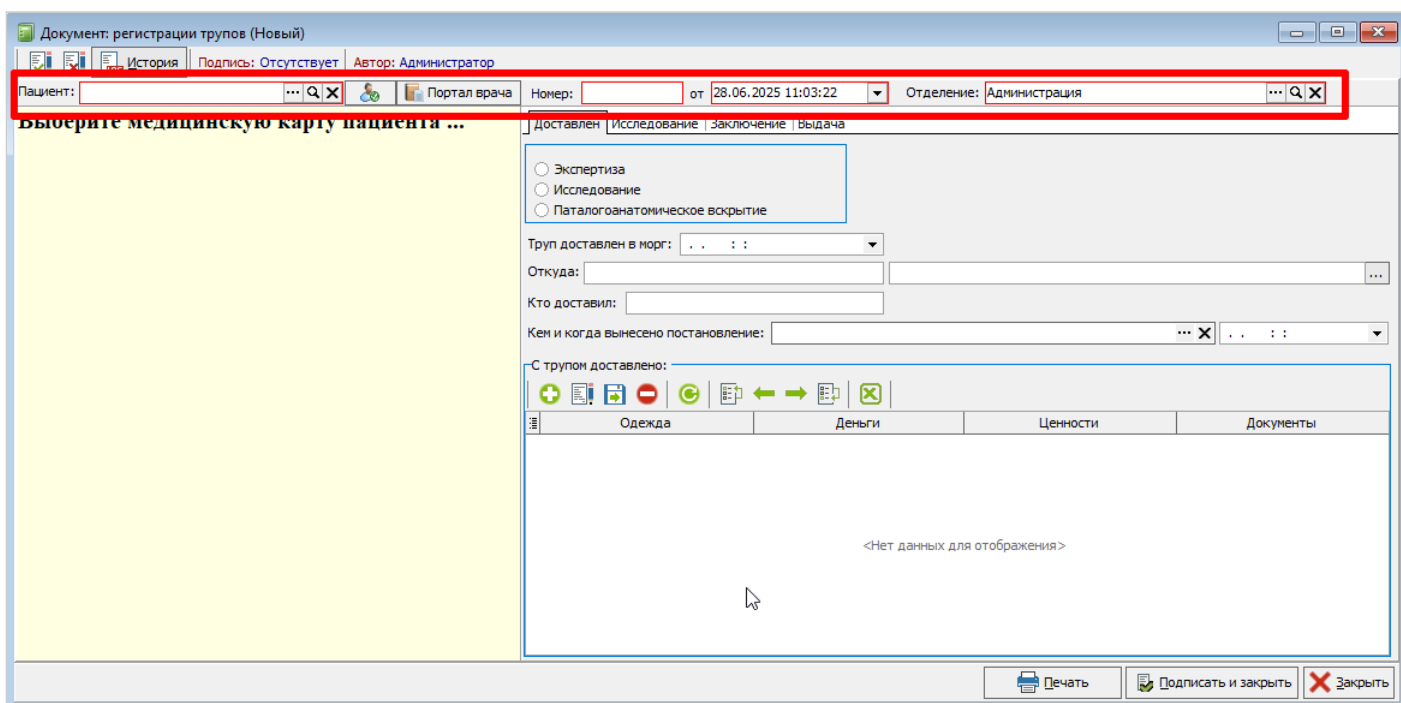 Документ: регистрации трупов (Новый)
История Подпись: Отсутствует Автор: Администратор
Пациент: Портал врача Номер: от 28.06.2025 11:03:22 Отделение: Администрация
Выберите медицинскую карту пациента ...
Доставлен Исследование Заключение Выдача
Экспертиза
Исследование
Паталогоанатомическое вскрытие
Труп доставлен в морг: . . : :
Откуда:
Кто доставил:
Кем и когда вынесено постановление: . . : :
С трупом доставлено:
Одежда Деньги Ценности Документы
<Нет данных для отображения>
Печать Подписать и закрыть Закрыть